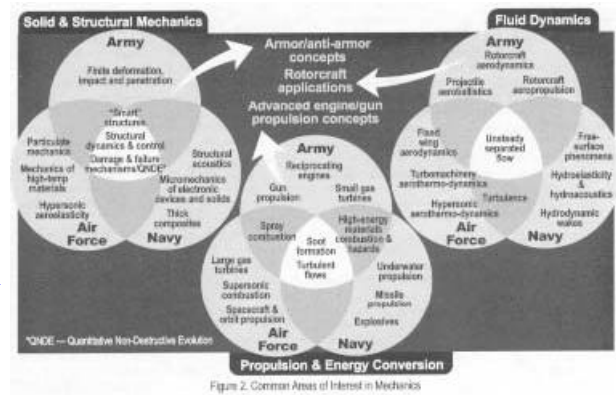 Solid & Structural Mechanics
Army
Finite deformation,
impact and penetration
"Smart"
structures
Structural
dynamics & control
Damage & failure
mechanisms/QNDE*
Particulate
mechanics
Mechanics of
high-temp
materials
Hypersonic
aeroelasticity
Air
Force
Structural
acoustics
Micromechanics
of electronic
devices and solids
Thick
composites
Navy
Armor/anti-armor
concepts
Rotorcraft
applications
Advanced engine/gun
propulsion concepts
Fluid Dynamics
Army
Rotorcraft
aerodynamics
Projectile
aeroballistics
Rotorcraft
aeropropulsion
Fixed
wing
aerodynamics
Unsteady
separated
flow
Free-
surface
phenomena
Turbomachinery
aerothermo-dynamics
Hydroelasticity
& hydroacoustics
Hypersonic
aerothermo-dynamics
Turbulence
Hydrodynamic
wakes
Air
Force
Navy
Army
Reciprocating
engines
Gun
propulsion
Small gas
turbines
Spray
combustion
High-energy
materials
combustion &
hazards
Soot
formation
Turbulent
flows
Large gas
turbines
Supersonic
combustion
Spacecraft &
orbit propulsion
Air
Force
Underwater
propulsion
Missile
propulsion
Explosives
Navy
*QNDE — Quantitative Non-Destructive Evolution
Propulsion & Energy Conversion
Figure 2. Common Areas of Interest in Mechanics